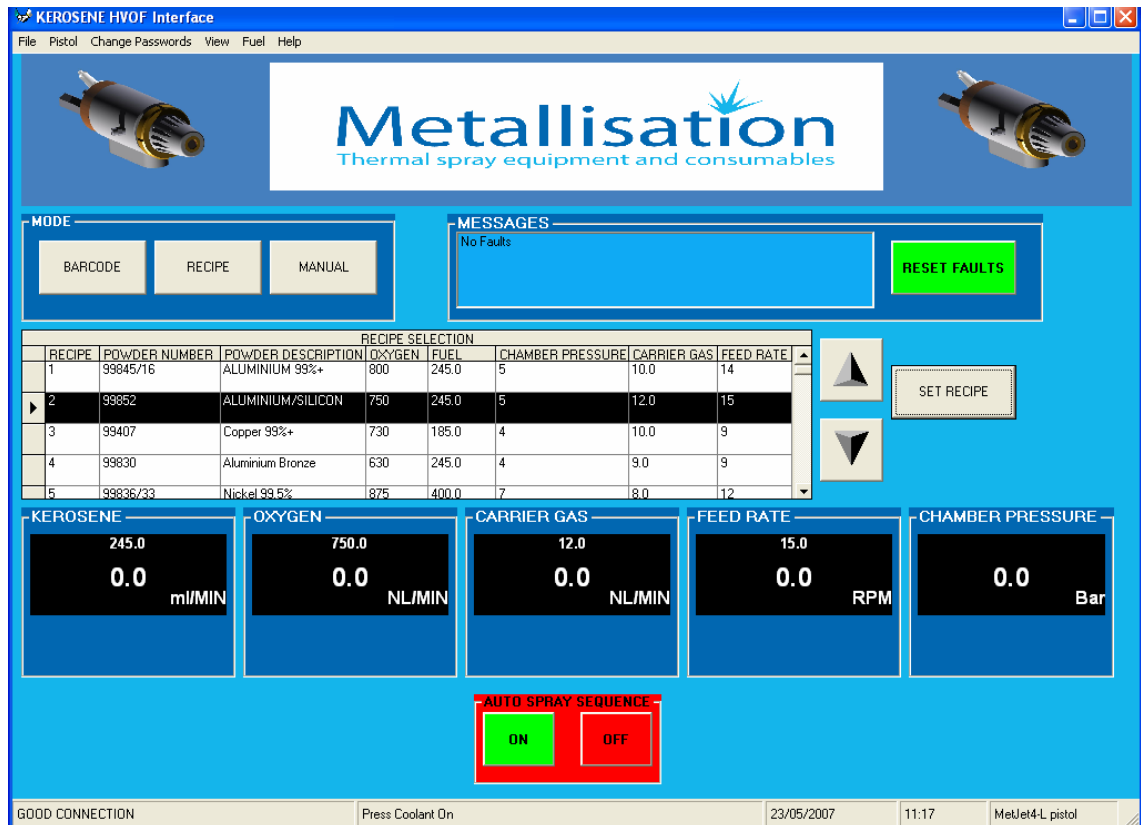 KEROSENE HVOF Interface
File Pistol Change Passwords View Fuel Help
Metallisation
Thermal spray equipment and consumables
MODE
BARCODE RECIPE MANUAL
MESSAGES
No Faults
RESET FAULTS
RECIPE SELECTION
RECIPE POWDER NUMBER POWDER DESCRIPTION OXYGEN FUEL CHAMBER PRESSURE CARRIER GAS FEED RATE
1 99845/16 ALUMINIUM 99%+ 800 245.0 5 10.0 14
2 99852 ALUMINIUM/SILICON 750 245.0 5 12.0 15
3 99407 Copper 99%+ 730 185.0 4 10.0 9
4 99830 Aluminium Bronze 630 245.0 4 9.0 9
5 99836/33 Nickel 99.5% 875 400.0 7 8.0 12
SET RECIPE
KEROSENE
245.0
0.0
ml/MIN
OXYGEN
750.0
0.0
NL/MIN
CARRIER GAS
12.0
0.0
NL/MIN
FEED RATE
15.0
0.0
RPM
CHAMBER PRESSURE
0.0
Bar
AUTO SPRAY SEQUENCE
ON OFF
GOOD CONNECTION Press Coolant On 23/05/2007 11:17 MetJet4-L pistol